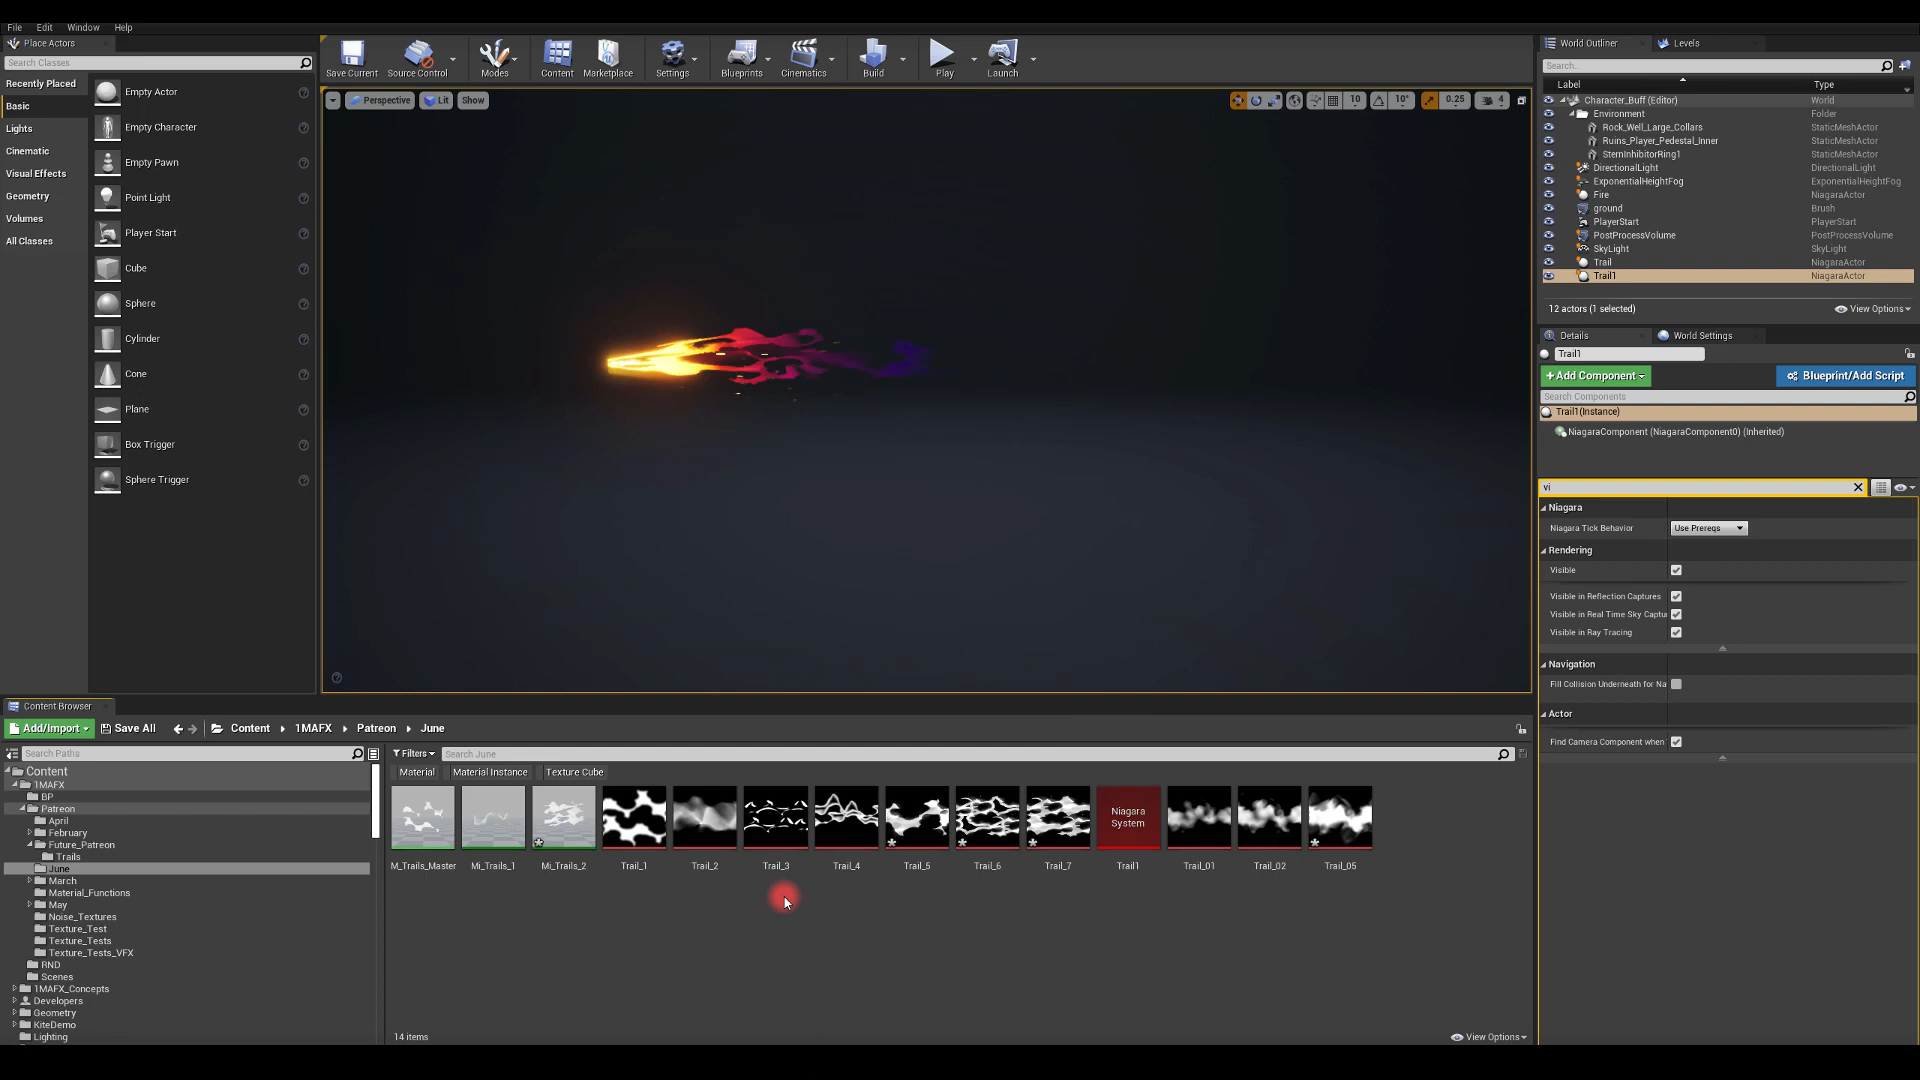 File Edit Window Help
Place Actors
Search Classes
Recently Placed
Basic
Lights
Cinematic
Visual Effects
Geometry
Volumes
All Classes
Empty Actor
Empty Character
Empty Pawn
Point Light
Player Start
Cube
Sphere
Cylinder
Cone
Plane
Box Trigger
Sphere Trigger
Save Current Source Control Modes Content Marketplace Settings Blueprints Cinematics Build Play Launch
Perspective Lit Show
10 10° 0.25 4
World Outliner Levels
Search...
Label Type
Character_Buff (Editor) World
Environment Folder
Rock_Well_Large_Collars StaticMeshActor
Ruins_Player_Pedestal_Inner StaticMeshActor
SternInhibitorRing1 StaticMeshActor
DirectionalLight DirectionalLight
ExponentialHeightFog ExponentialHeightFog
Fire NiagaraActor
ground Brush
PlayerStart PlayerStart
PostProcessVolume PostProcessVolume
SkyLight SkyLight
Trail NiagaraActor
Trail1 NiagaraActor
12 actors (1 selected) View Options
Details World Settings
Trail1
+Add Component Blueprint/Add Script
Search Components
Trail1(Instance)
NiagaraComponent (NiagaraComponent0) (Inherited)
vi
Niagara
Niagara Tick Behavior Use Prereqs
Rendering
Visible
Visible in Reflection Captures
Visible in Real Time Sky Captur
Visible in Ray Tracing
Navigation
Fill Collision Underneath for Na
Actor
Find Camera Component when
Content Browser
Add/Import Save All Content 1MAFX Patreon June
Search Paths
Filters Search June
Material Material Instance Texture Cube
Content
1MAFX
BP
Patreon
April
February
Future_Patreon
Trails
June
March
Material_Functions
May
Noise_Textures
Texture_Test
Texture_Tests
Texture_Tests_VFX
RND
Scenes
1MAFX_Concepts
Developers
Geometry
KiteDemo
Lighting
Niagara
System
M_Trails_Master Mi_Trails_1 Mi_Trails_2 Trail_1 Trail_2 Trail_3 Trail_4 Trail_5 Trail_6 Trail_7 Trail1 Trail_01 Trail_02 Trail_05
14 items View Options